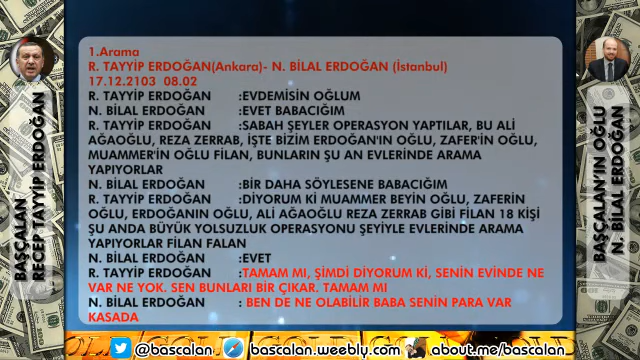 1.Arama
R. TAYYİP ERDOĞAN(Ankara)- N. BİLAL ERDOĞAN (İstanbul)
17.12.2103 08.02
R. TAYYİP ERDOĞAN :EVDEMİSİN OĞLUM
N. BİLAL ERDOĞAN :EVET BABACIĞIM
R. TAYYİP ERDOĞAN :SABAH ŞEYLER OPERASYON YAPTILAR, BU ALİ
AĞAOĞLU, REZA ZERRAB, İŞTE BİZİM ERDOĞAN'IN OĞLU, ZAFER'İN OĞLU,
MUAMMER'İN OĞLU FİLAN, BUNLARIN ŞU AN EVLERİNDE ARAMA
YAPIYORLAR
N. BİLAL ERDOĞAN :BİR DAHA SÖYLESENE BABACIĞIM
R. TAYYİP ERDOĞAN :DİYORUM Kİ MUAMMER BEYİN OĞLU, ZAFERİN
OĞLU, ERDOĞANIN OĞLU, ALİ AĞAOĞLU REZA ZERRAB GİBİ FİLAN 18 KİŞİ
ŞU ANDA BÜYÜK YOLSUZLUK OPERASYONU ŞEYİYLE EVLERİNDE ARAMA
YAPIYORLAR FİLAN FALAN
N. BİLAL ERDOĞAN :EVET
R. TAYYİP ERDOĞAN :TAMAM MI, ŞİMDİ DİYORUM Kİ, SENİN EVİNDE NE
VAR NE YOK. SEN BUNLARI BİR ÇIKAR. TAMAM MI
N. BİLAL ERDOĞAN : BEN DE NE OLABİLİR BABA SENİN PARA VAR
KASADA
BAŞÇALAN
RECEP TAYYİP ERDOĞAN
BAŞÇALAN'IN OĞLU
N. BİLAL ERDOĞAN
@bascalan
bascalan.weebly.com
about.me/bascalan